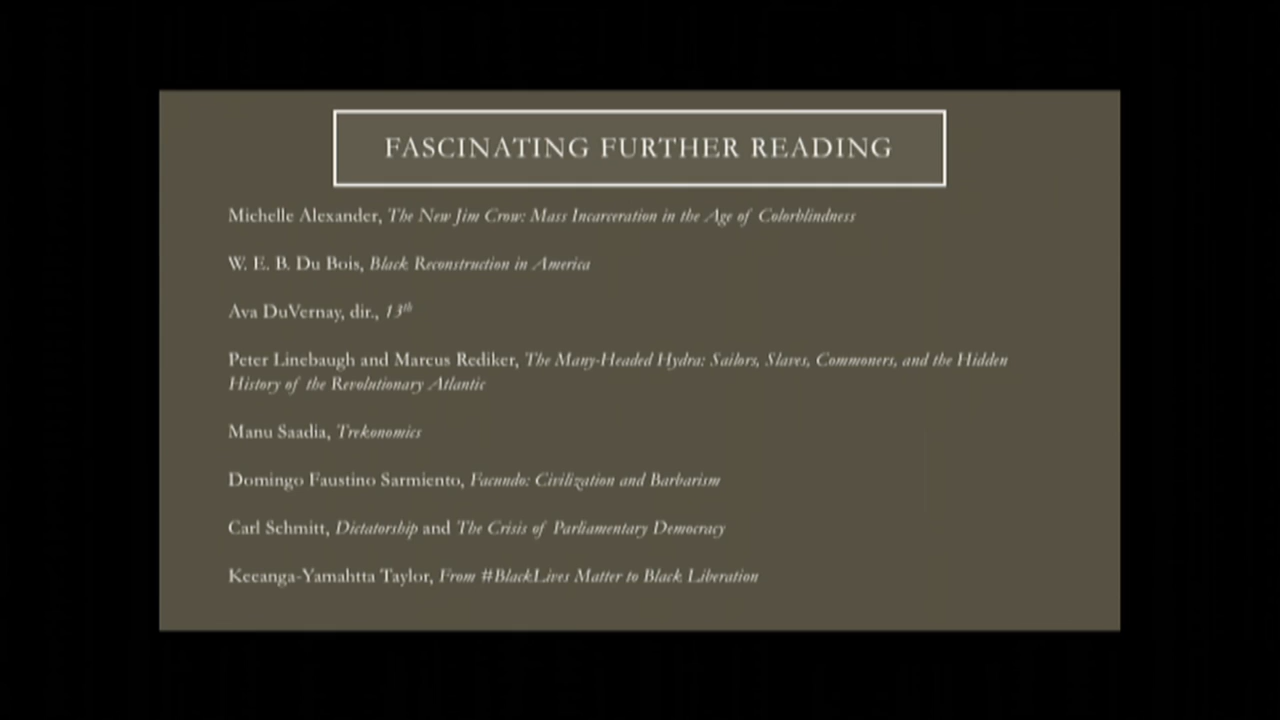 FASCINATING FURTHER READING
Michelle Alexander, The New Jim Crow: Mass Incarceration in the Age of Colorblindness
W. E. B. Du Bois, Black Reconstruction in America
Ava DuVernay, dir., 13th
Peter Linebaugh and Marcus Rediker, The Many-Headed Hydra: Sailors, Slaves, Commoners, and the Hidden
History of the Revolutionary Atlantic
Manu Saadia, Trekonomics
Domingo Faustino Sarmiento, Facundo: Civilization and Barbarism
Carl Schmitt, Dictatorship and The Crisis of Parliamentary Democracy
Keeanga-Yamahtta Taylor, From #BlackLives Matter to Black Liberation